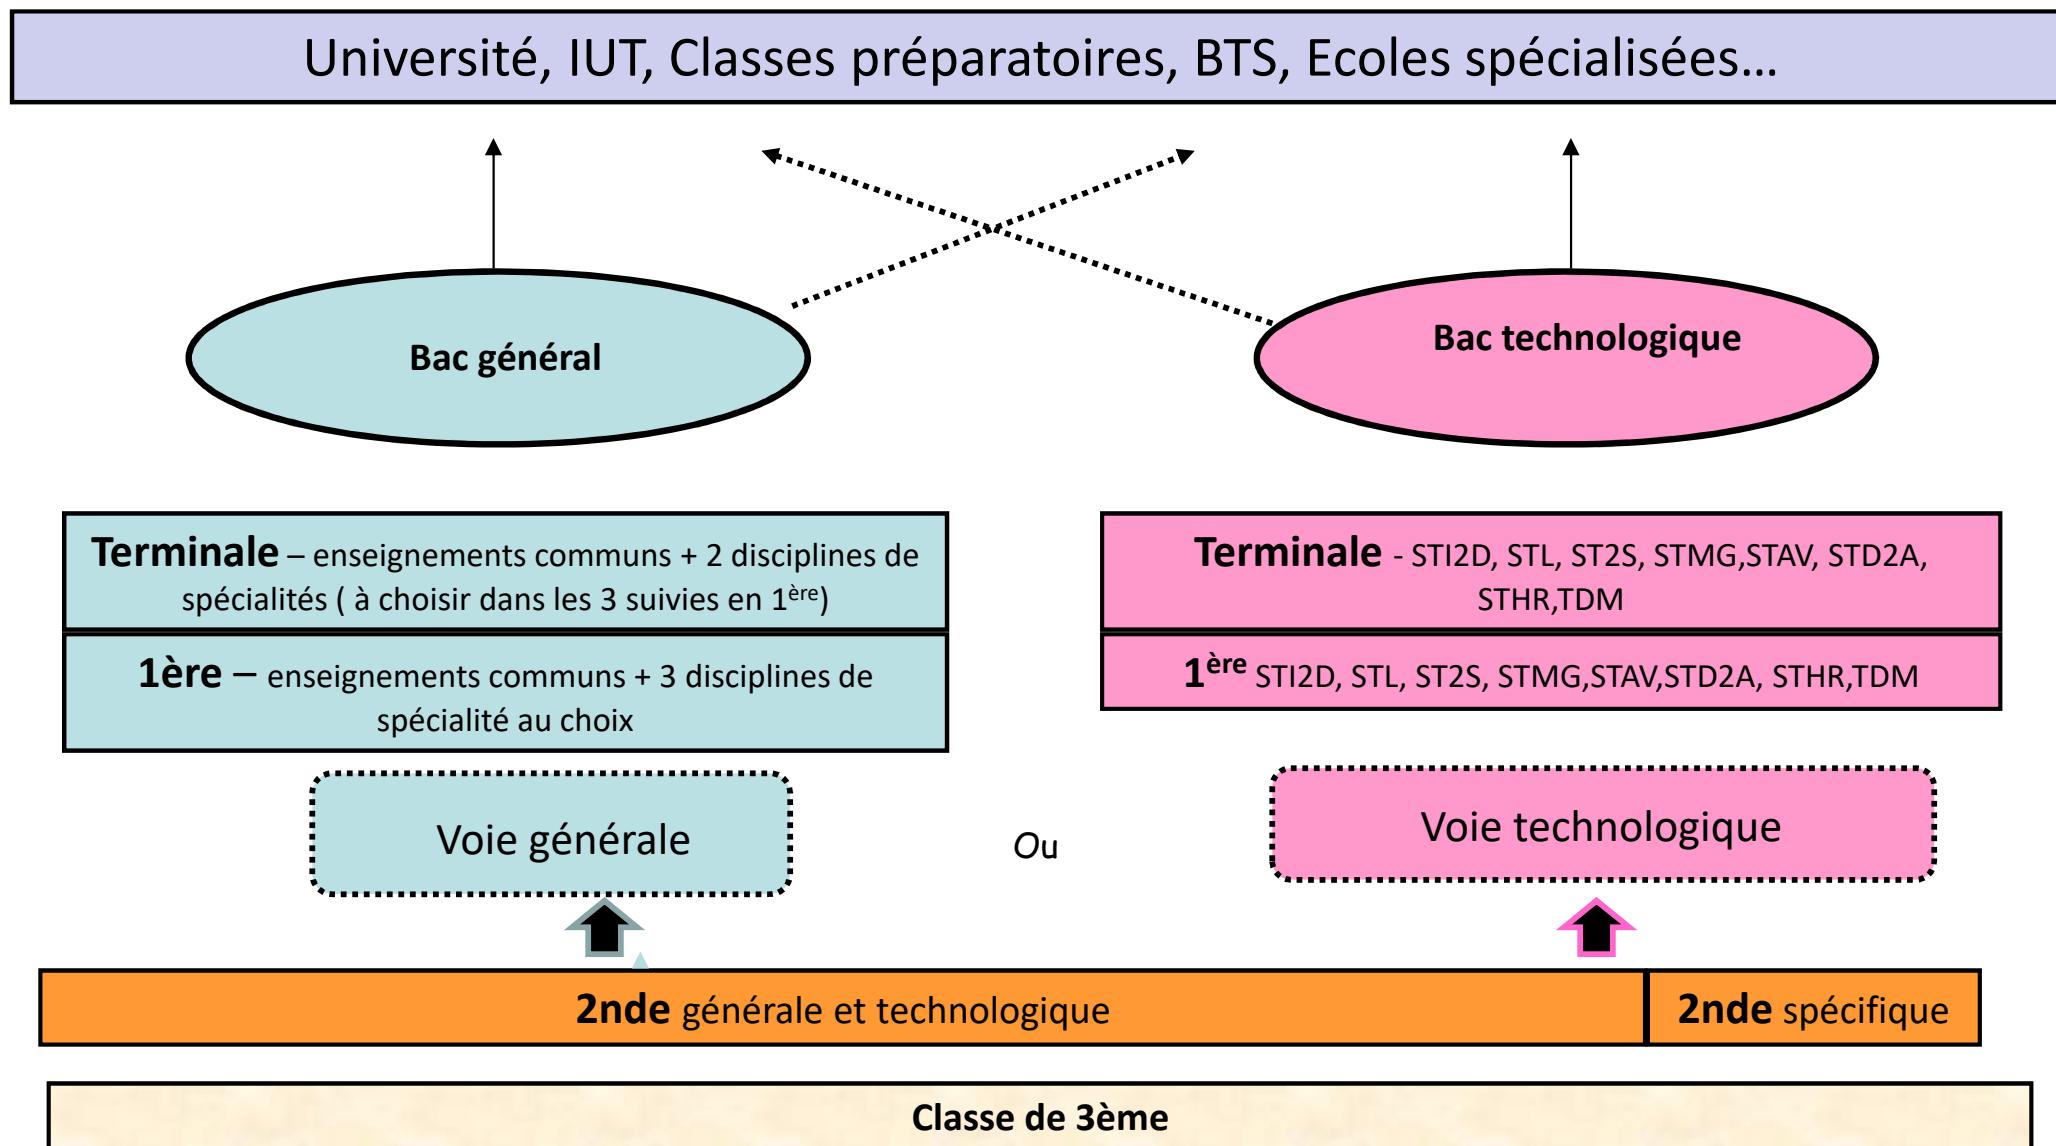 Université, IUT, Classes préparatoires, BTS, Ecoles spécialisées...
Bac général
Bac technologique
Terminale – enseignements communs + 2 disciplines de
spécialités ( à choisir dans les 3 suivies en 1ère)
Terminale - STI2D, STL, ST2S, STMG,STAV, STD2A,
STHR,TDM
1ère – enseignements communs + 3 disciplines de
spécialité au choix
1ère STI2D, STL, ST2S, STMG,STAV,STD2A, STHR,TDM
Voie générale
Ou
Voie technologique
2nde générale et technologique
2nde spécifique
Classe de 3ème